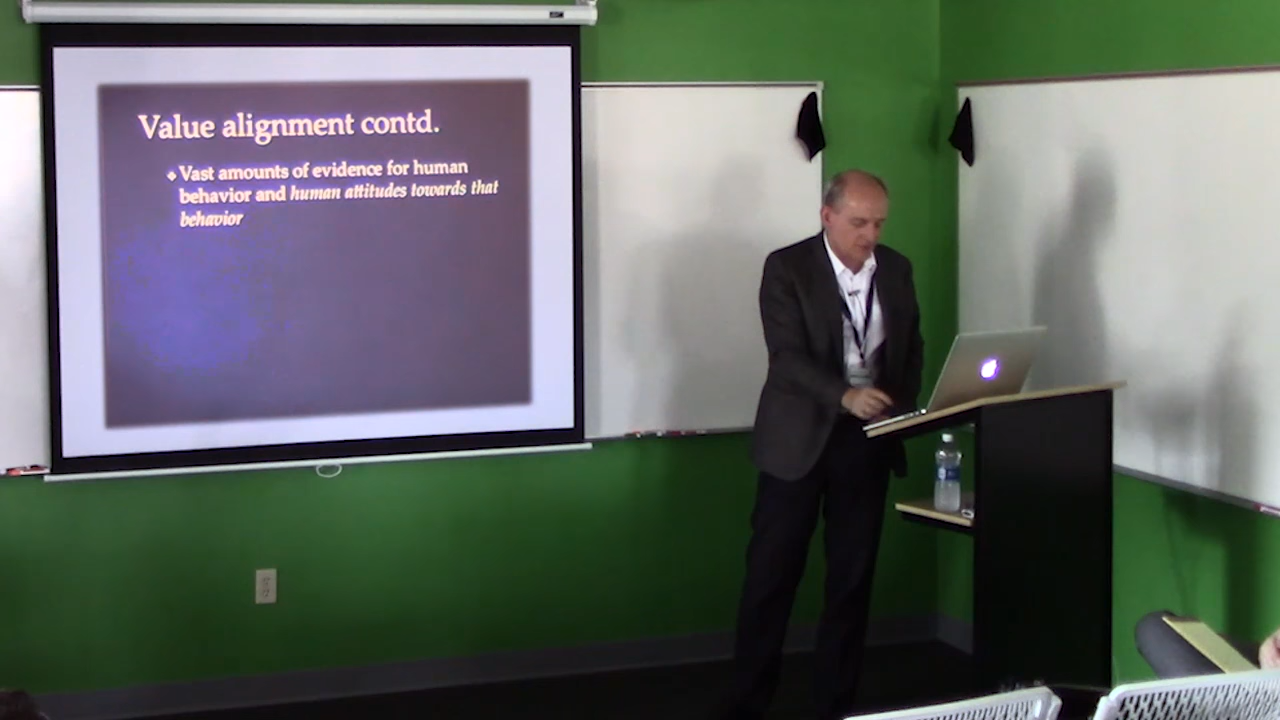 Value alignment contd.
Vast amounts of evidence for human
behavior and human attitudes towards that
behavior